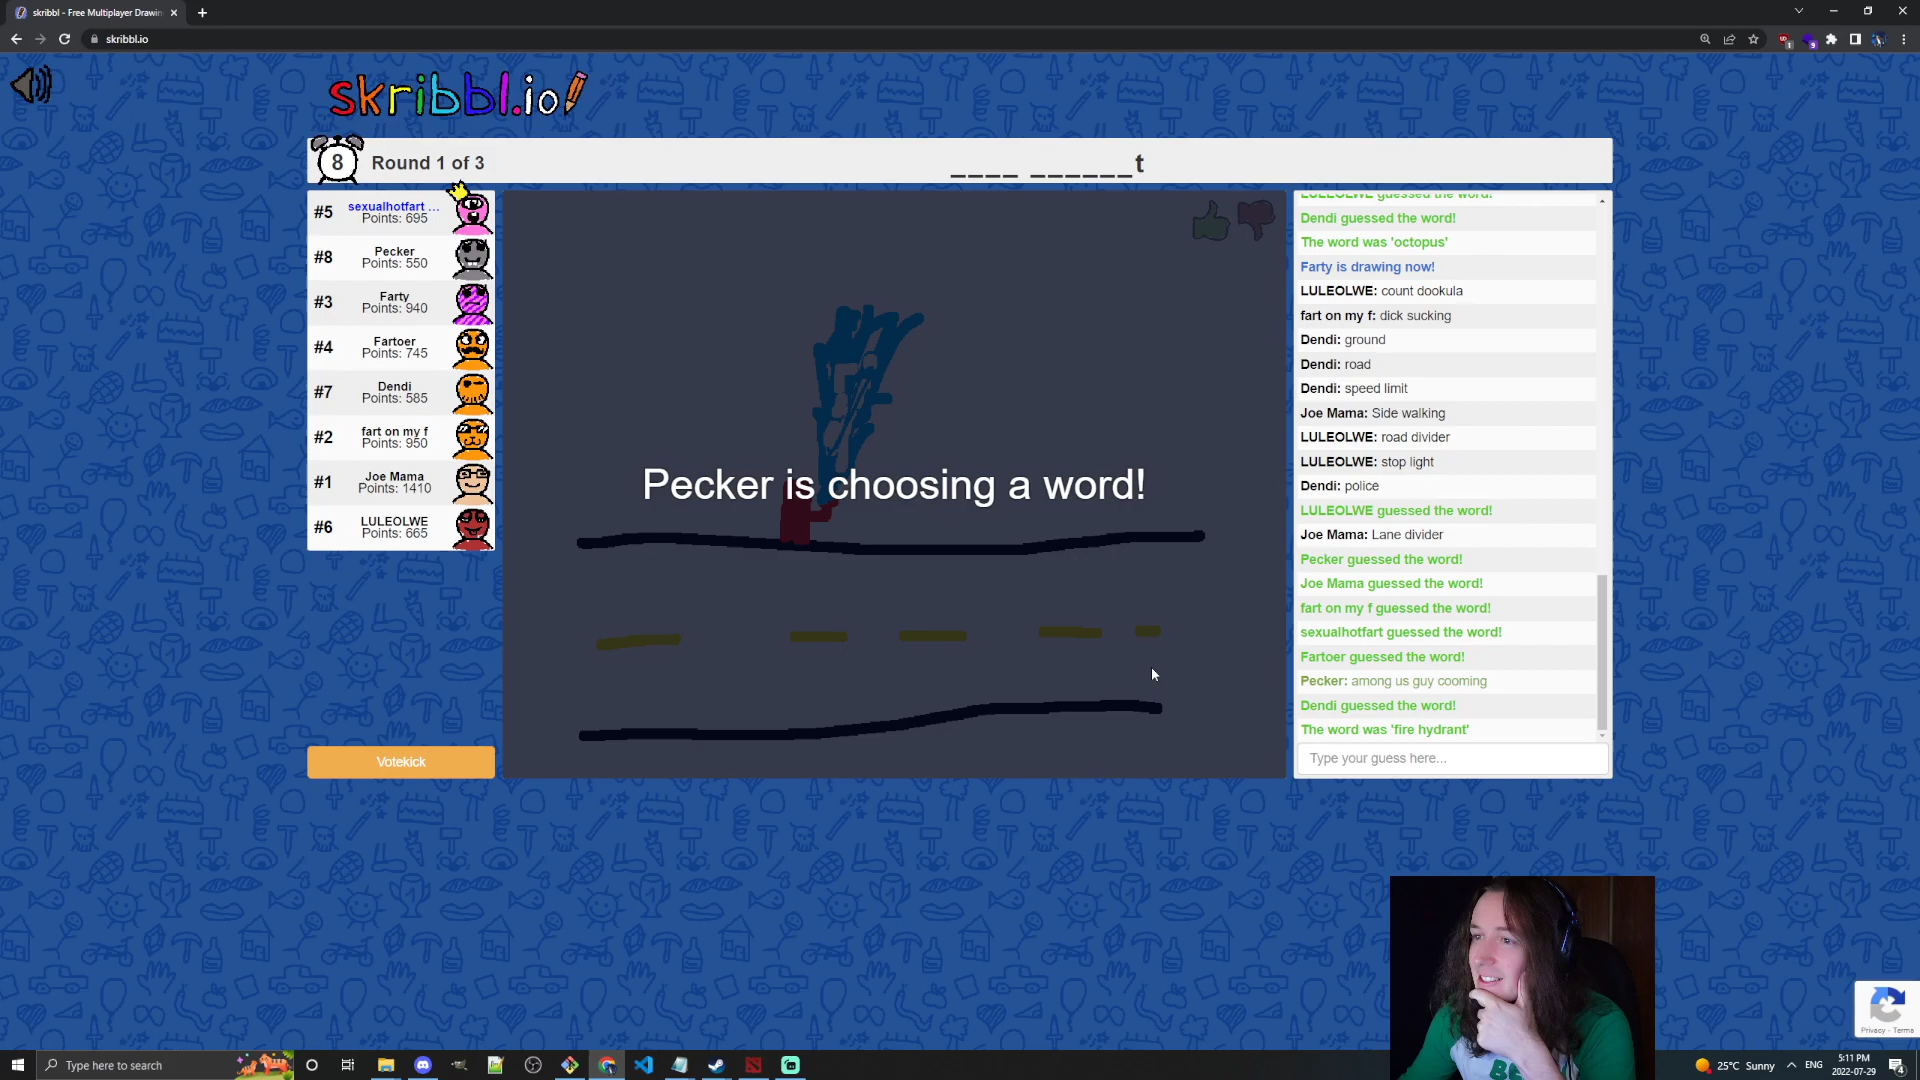 skribbl - Free Multiplayer Drawin
skribbl.io
skribbl.io
8
Round 1 of 3
____ ______t
#5
sexualhotfart ...
Points: 695
#8
Pecker
Points: 550
#3
Farty
Points: 940
#4
Fartoer
Points: 745
#7
Dendi
Points: 585
#2
fart on my f
Points: 950
#1
Joe Mama
Points: 1410
#6
LULEOLWE
Points: 665
Votekick
Pecker is choosing a word!
LULEOLWE guessed the word!
Dendi guessed the word!
The word was 'octopus'
Farty is drawing now!
LULEOLWE: count dookula
fart on my f: dick sucking
Dendi: ground
Dendi: road
Dendi: speed limit
Joe Mama: Side walking
LULEOLWE: road divider
LULEOLWE: stop light
Dendi: police
LULEOLWE guessed the word!
Joe Mama: Lane divider
Pecker guessed the word!
Joe Mama guessed the word!
fart on my f guessed the word!
sexualhotfart guessed the word!
Fartoer guessed the word!
Pecker: among us guy cooming
Dendi guessed the word!
The word was 'fire hydrant'
Type your guess here...
Privacy - Terms
Type here to search
25°C Sunny
ENG
5:11 PM
2022-07-29
4